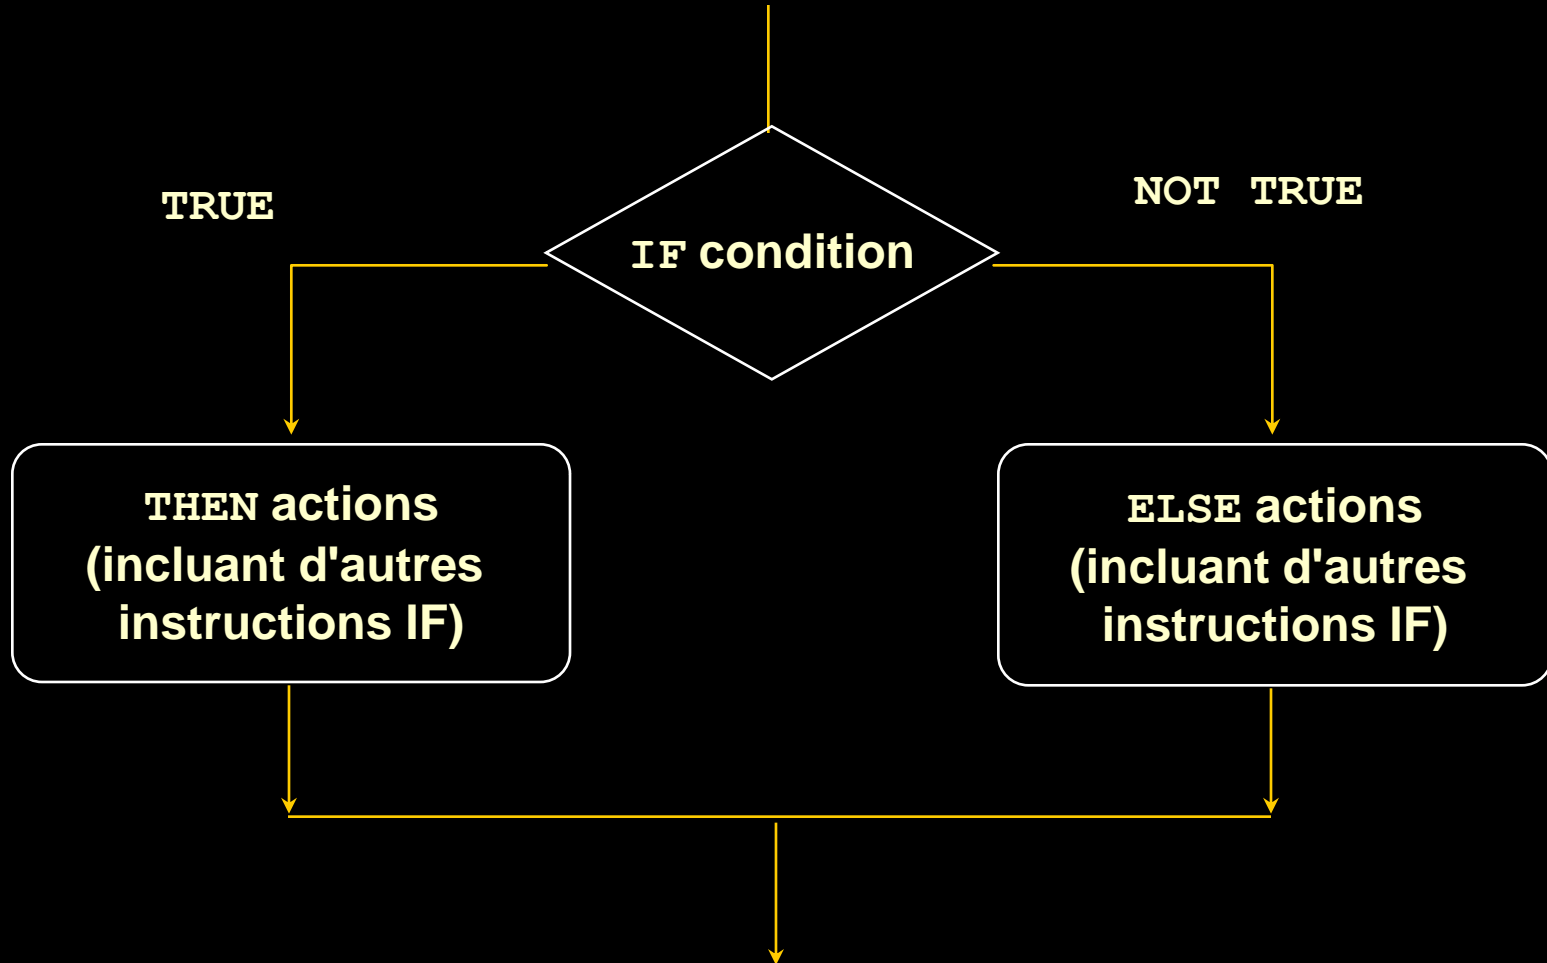 TRUE
NOT TRUE
IF condition
THEN actions
(incluant d'autres
instructions IF)
ELSE actions
(incluant d'autres
instructions IF)